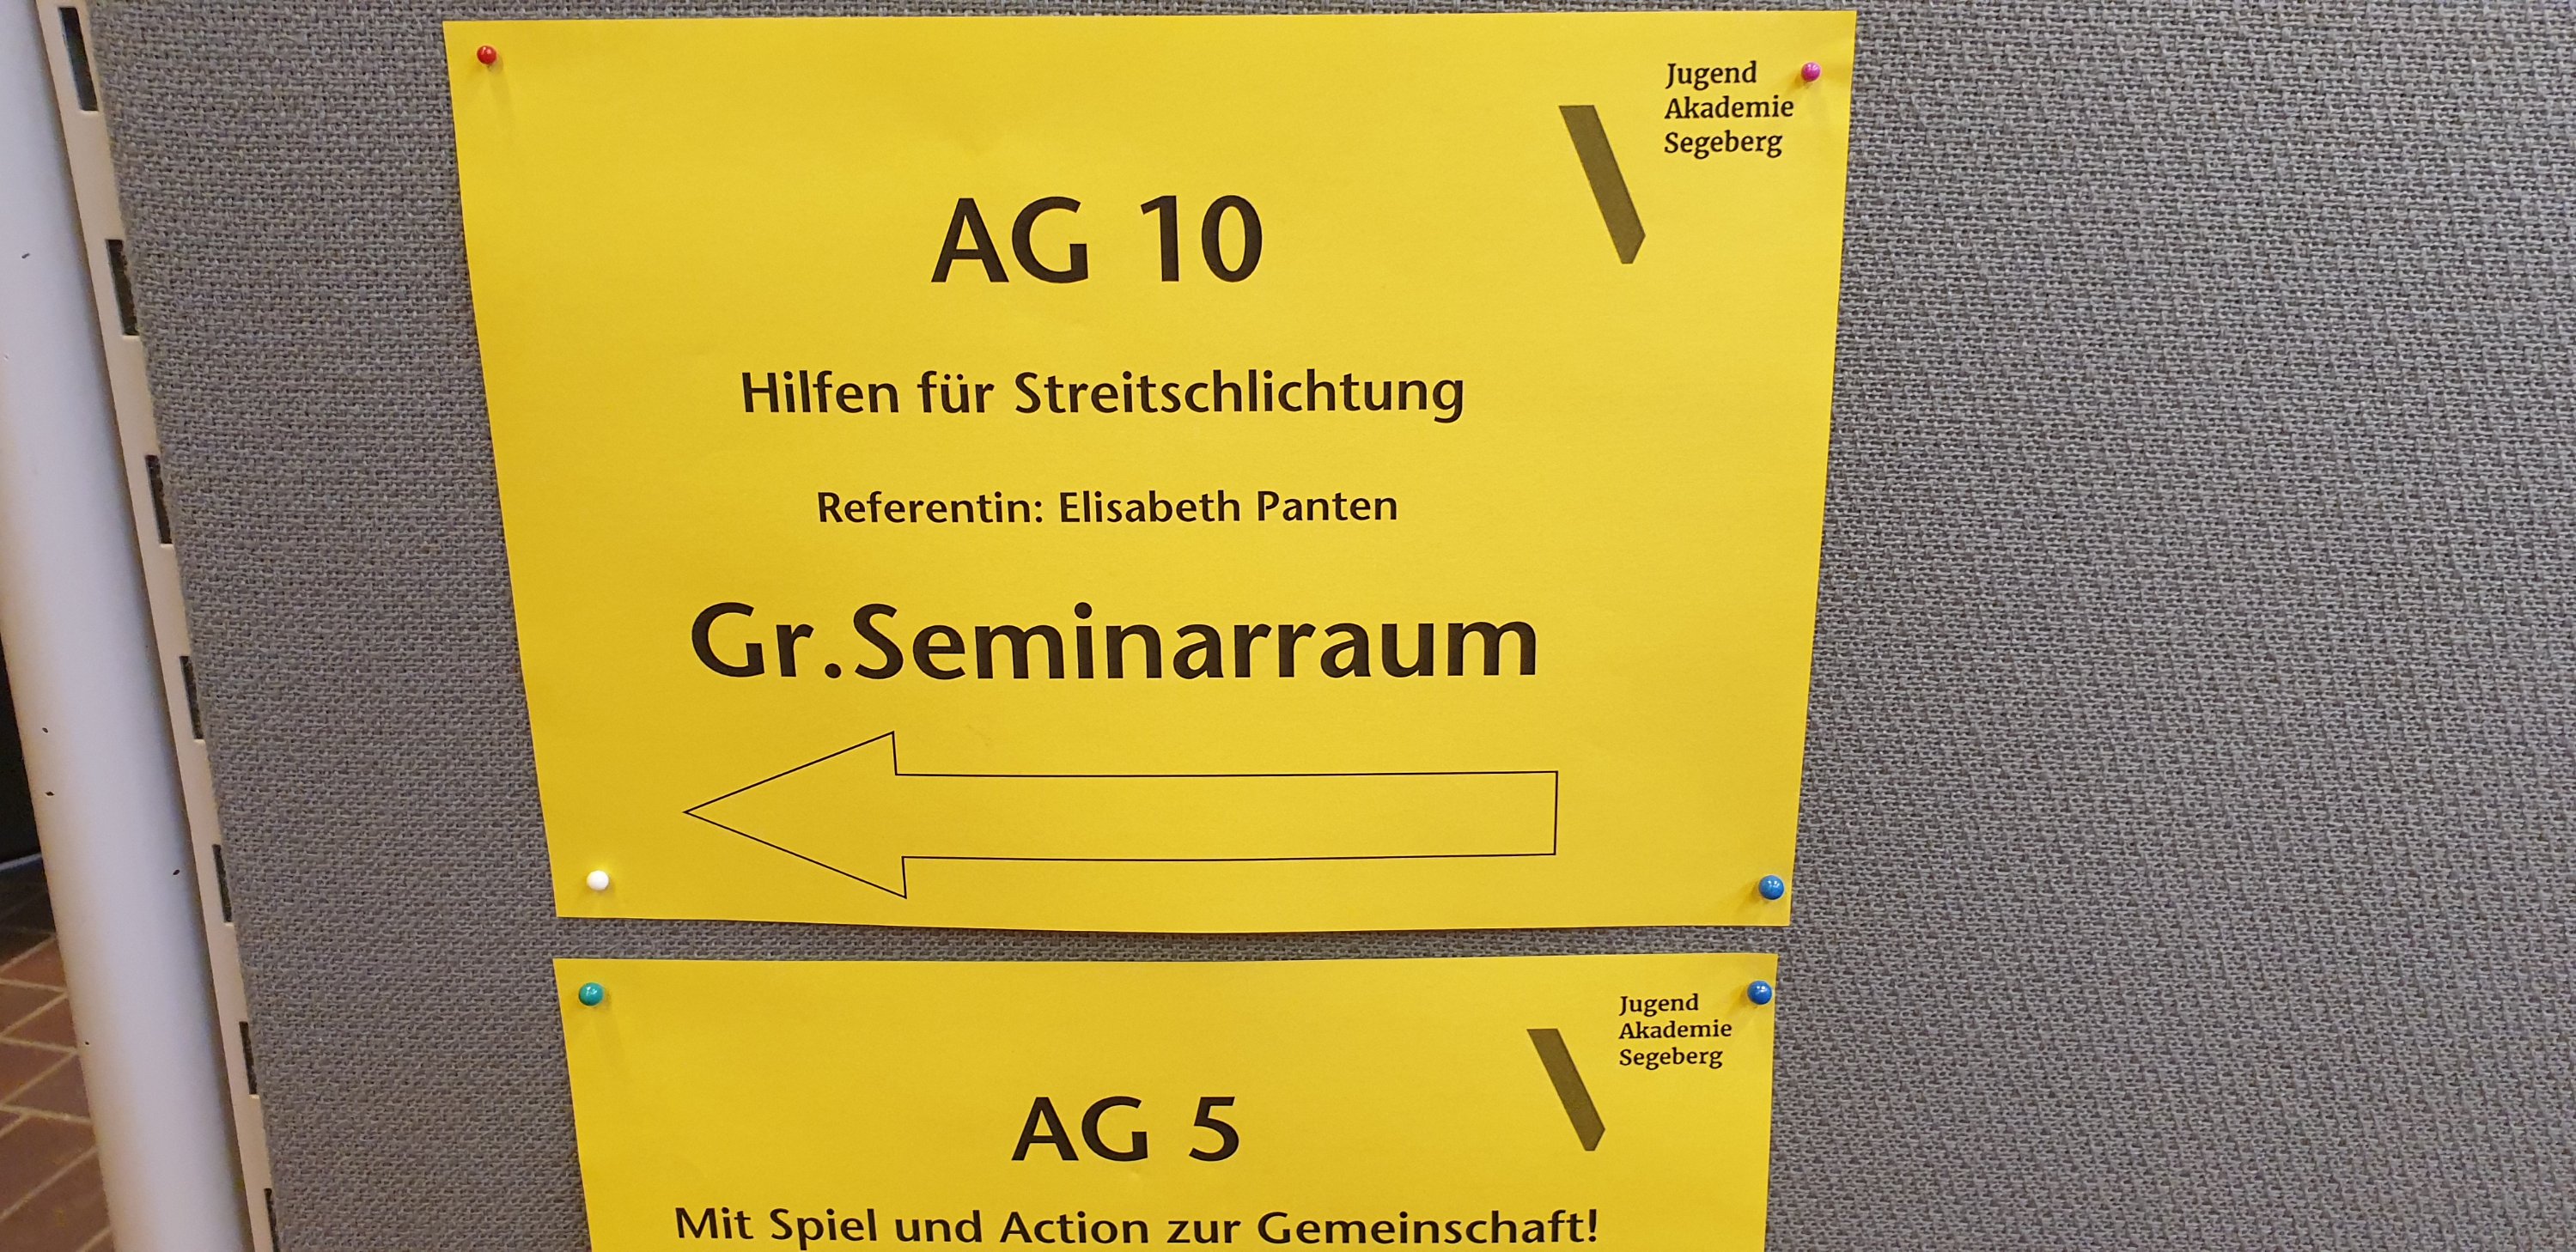 Jugend
Akademie
Segeberg
AG 10
Hilfen für Streitschlichtung
Referentin: Elisabeth Panten
Gr.Seminarraum
Jugend
Akademie
Segeberg
AG 5
Mit Spiel und Action zur Gemeinschaft!